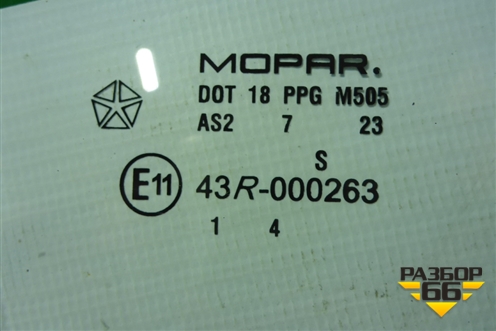 MOPAR.
DOT 18 PPG M505
AS2 7 23
S
E11 43R-000263
1 4
РАЗБОР
66